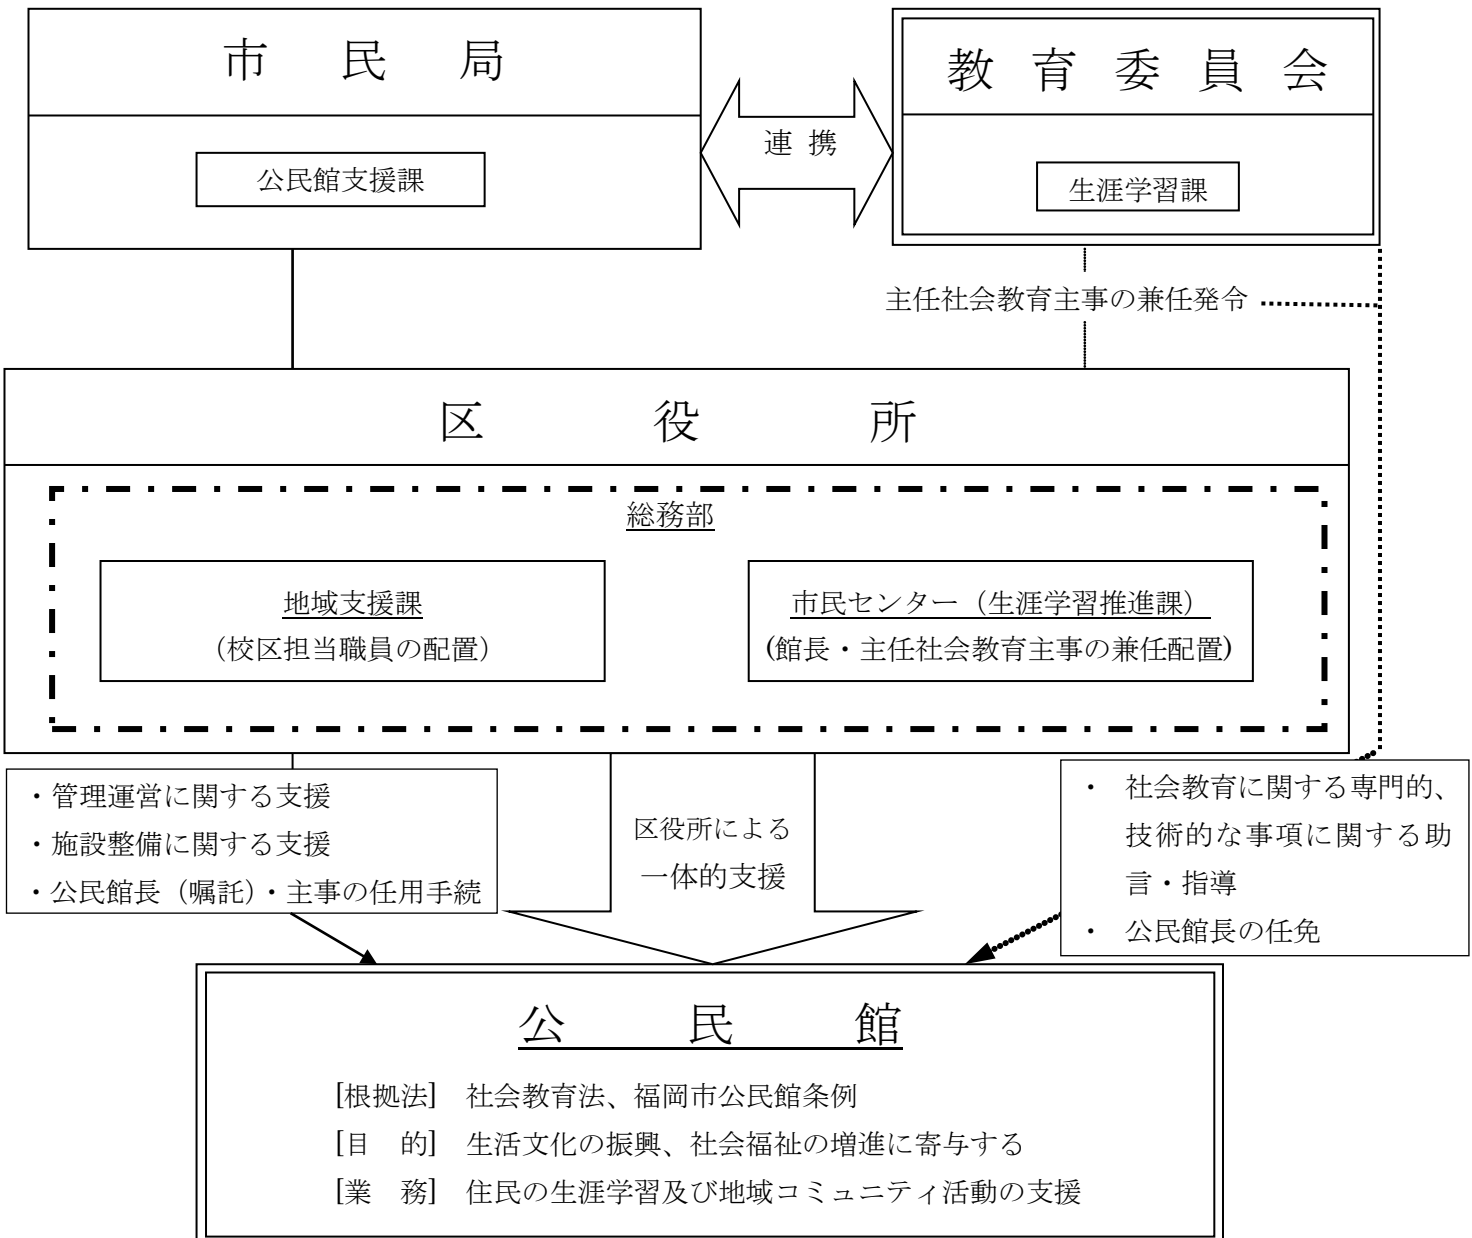 市民局
教育委員会
連携
公民館支援課
生涯学習課
主任社会教育主事の兼任発令
区役所
総務部
地域支援課
（校区担当職員の配置）
市民センター（生涯学習推進課）
(館長・主任社会教育主事の兼任配置)
・管理運営に関する支援
・施設整備に関する支援
・公民館長（嘱託）・主事の任用手続
区役所による
一体的支援
・ 社会教育に関する専門的、
技術的な事項に関する助
言・指導
・ 公民館長の任免
公民館
[根拠法]　社会教育法、福岡市公民館条例
[目　的]　生活文化の振興、社会福祉の増進に寄与する
[業　務]　住民の生涯学習及び地域コミュニティ活動の支援